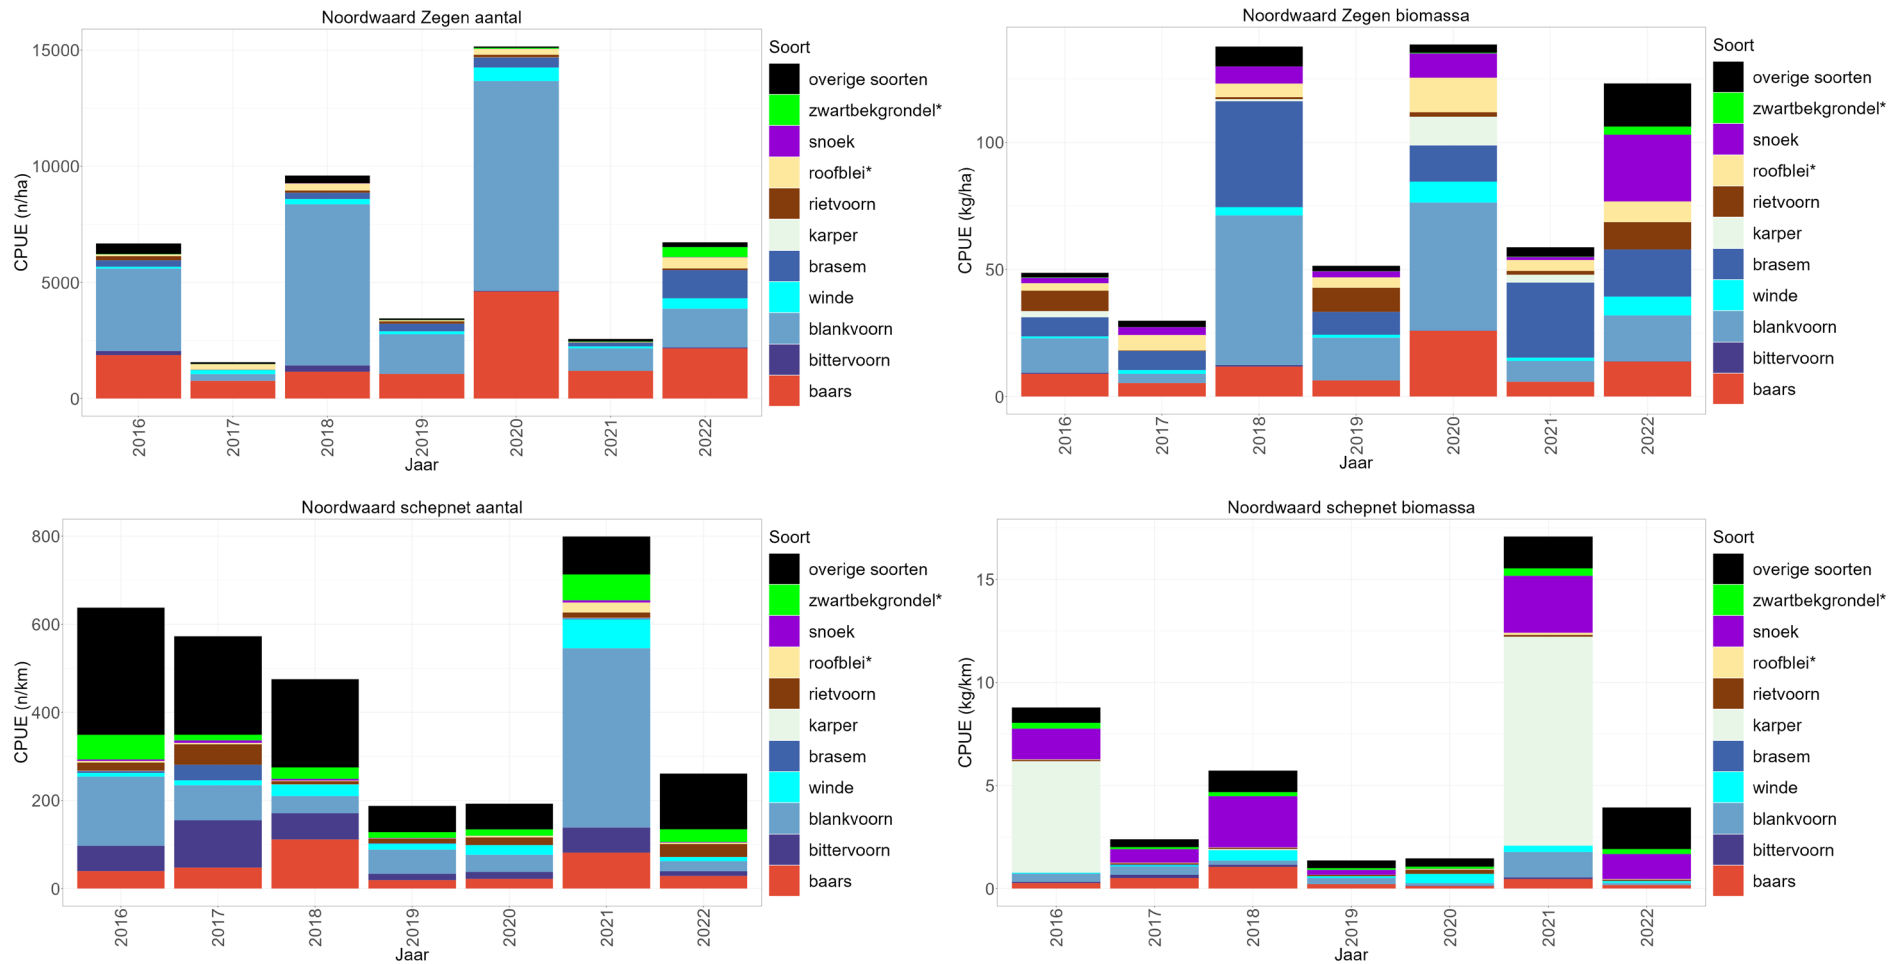 Noordwaard Zegen aantal
CPUE (n/ha)
15000
10000
5000
0
2016
2017
2018
2019
2020
2021
2022
Jaar
Soort
overige soorten
zwartbekgrondel*
snoek
roofblei*
rietvoorn
karper
brasem
winde
blankvoorn
bittervoorn
baars
Noordwaard Zegen biomassa
CPUE (kg/ha)
100
50
0
2016
2017
2018
2019
2020
2021
2022
Jaar
Soort
overige soorten
zwartbekgrondel*
snoek
roofblei*
rietvoorn
karper
brasem
winde
blankvoorn
bittervoorn
baars
Noordwaard schepnet aantal
CPUE (n/km)
800
600
400
200
0
2016
2017
2018
2019
2020
2021
2022
Jaar
Soort
overige soorten
zwartbekgrondel*
snoek
roofblei*
rietvoorn
karper
brasem
winde
blankvoorn
bittervoorn
baars
Noordwaard schepnet biomassa
CPUE (kg/km)
15
10
5
0
2016
2017
2018
2019
2020
2021
2022
Jaar
Soort
overige soorten
zwartbekgrondel*
snoek
roofblei*
rietvoorn
karper
brasem
winde
blankvoorn
bittervoorn
baars